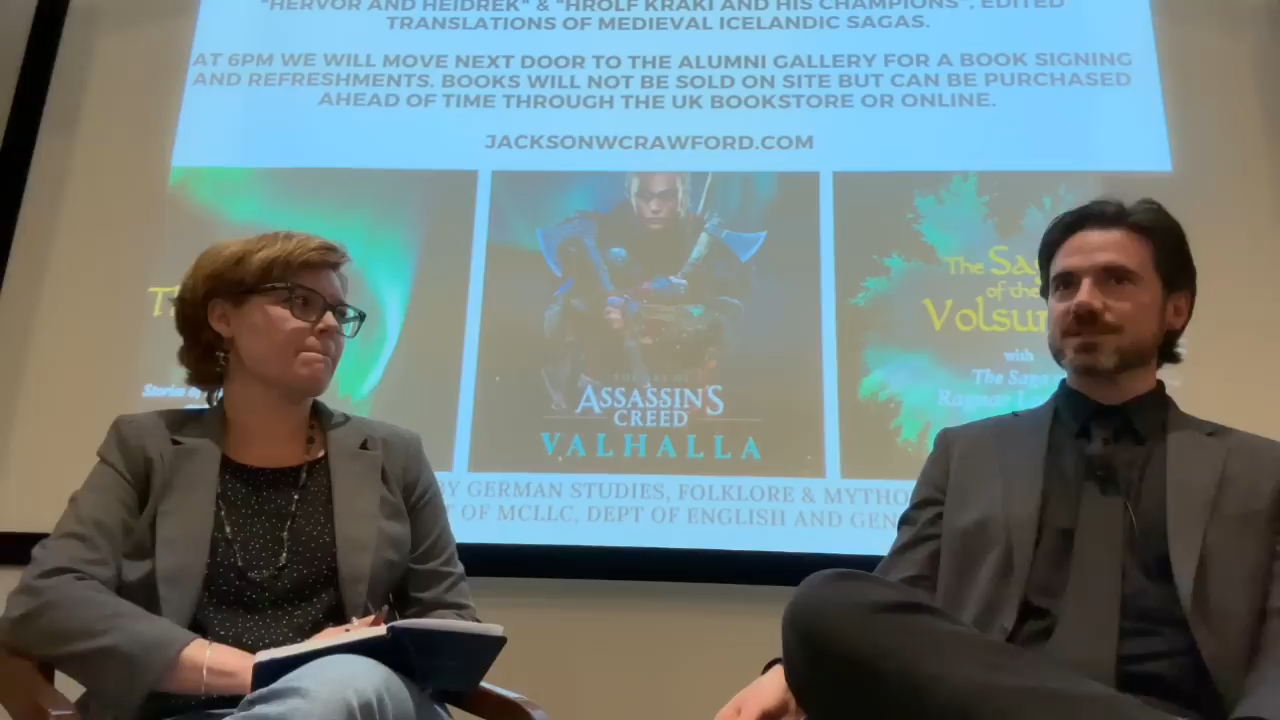 "HERVOR AND HEIDREK" & "HROLF KRAKI AND HIS CHAMPIONS", EDITED
TRANSLATIONS OF MEDIEVAL ICELANDIC SAGAS.
AT 6PM WE WILL MOVE NEXT DOOR TO THE ALUMNI GALLERY FOR A BOOK SIGNING
AND REFRESHMENTS. BOOKS WILL NOT BE SOLD ON SITE BUT CAN BE PURCHASED
AHEAD OF TIME THROUGH THE UK BOOKSTORE OR ONLINE.
JACKSONWCRAWFORD.COM
Stories
ASSASSIN'S
CREED
VALHALLA
The Sag
of the
Volsun
with
The Saga
Ragnar L
Y GERMAN STUDIES, FOLKLORE & MYTHO
T OF MCLLC, DEPT OF ENGLISH AND GEN